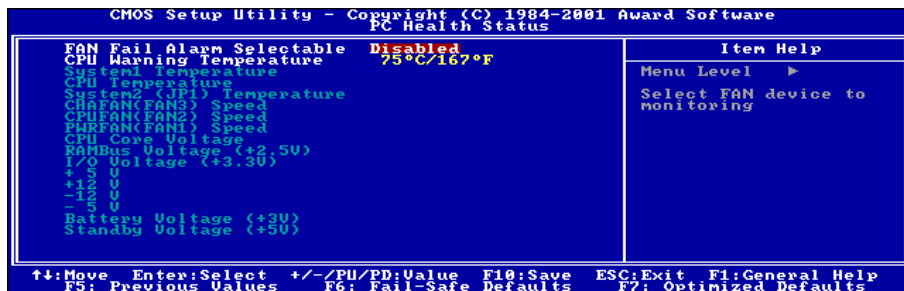 CMOS Setup Utility - Copyright (C) 1984-2001 Award Software
PC Health Status
FAN Fail Alarm Selectable Disabled
CPU Warning Temperature 75°C/167°F
System1 Temperature
CPU Temperature
System2 (JP1) Temperature
CHAFAN(FAN3) Speed
CPUFAN(FAN2) Speed
PWRFAN(FAN1) Speed
CPU Core Voltage
RAMBus Voltage (+2.5V)
I/O Voltage (+3.3V)
+ 5 V
+12 V
-12 V
- 5 V
Battery Voltage (+3V)
Standby Voltage (+5V)
Item Help
Menu Level ►
Select FAN device to
monitoring
↑↓:Move Enter:Select +/-/PU/PD:Value F10:Save ESC:Exit F1:General Help
F5: Previous Values F6: Fail-Safe Defaults F7: Optimized Defaults